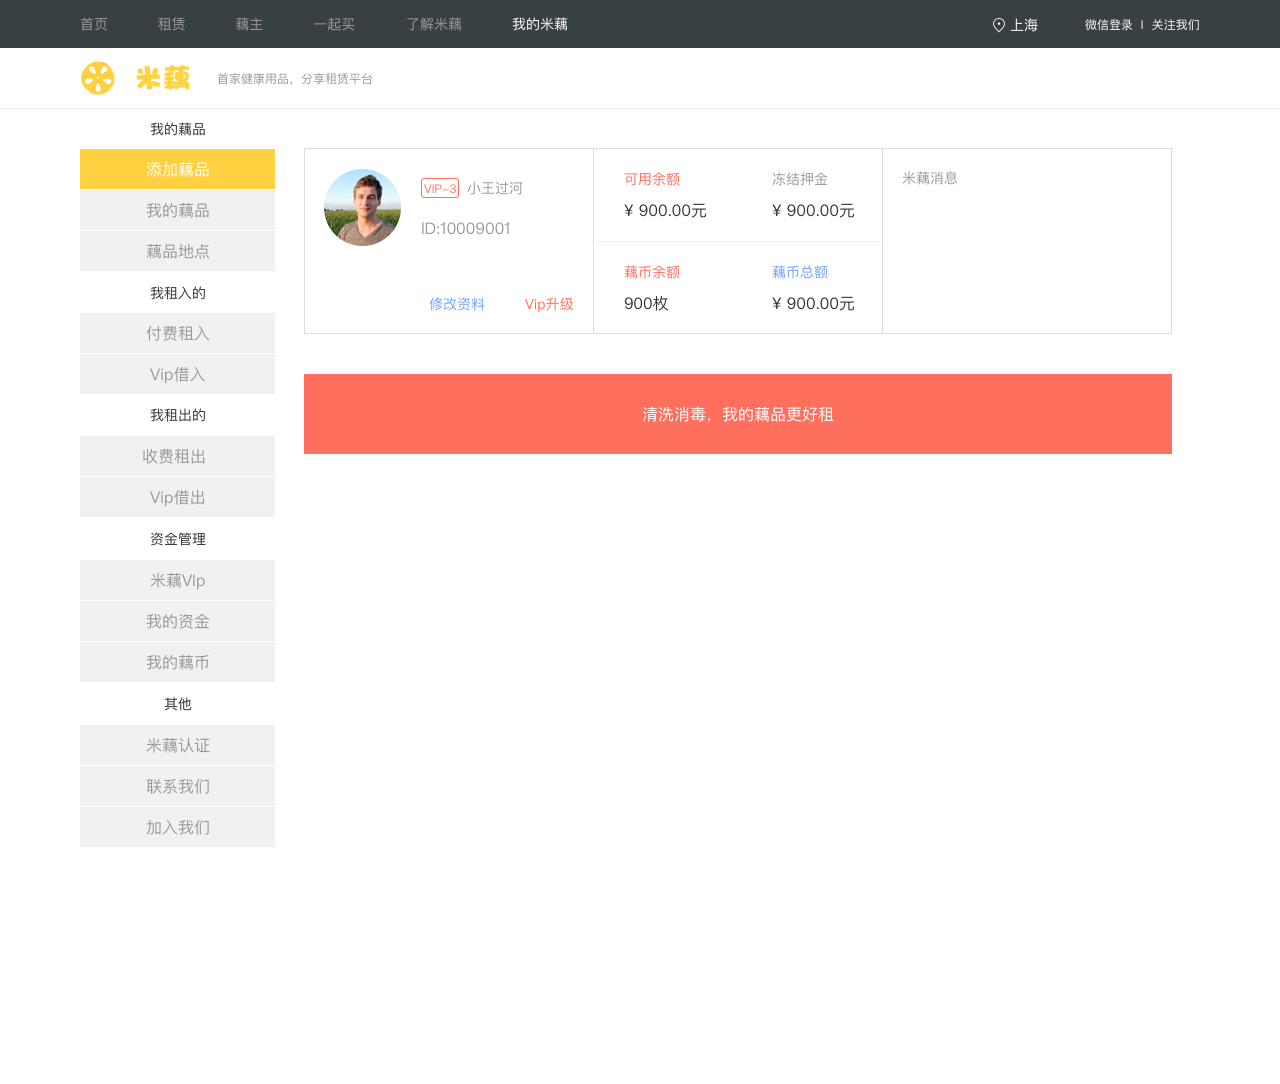 首页 租赁 藕主 一起买 了解米藕 我的米藕 上海 微信登录 | 关注我们
米藕 首家健康用品，分享租赁平台
我的藕品
添加藕品
我的藕品
藕品地点
我租入的
付费租入
Vip借入
我租出的
收费租出
Vip借出
资金管理
米藕VIp
我的资金
我的藕币
其他
米藕认证
联系我们
加入我们
VIP-3 小王过河
ID:10009001
修改资料 Vip升级
可用余额 冻结押金
¥ 900.00元 ¥ 900.00元
藕币余额 藕币总额
900枚 ¥ 900.00元
米藕消息
清洗消毒，我的藕品更好租